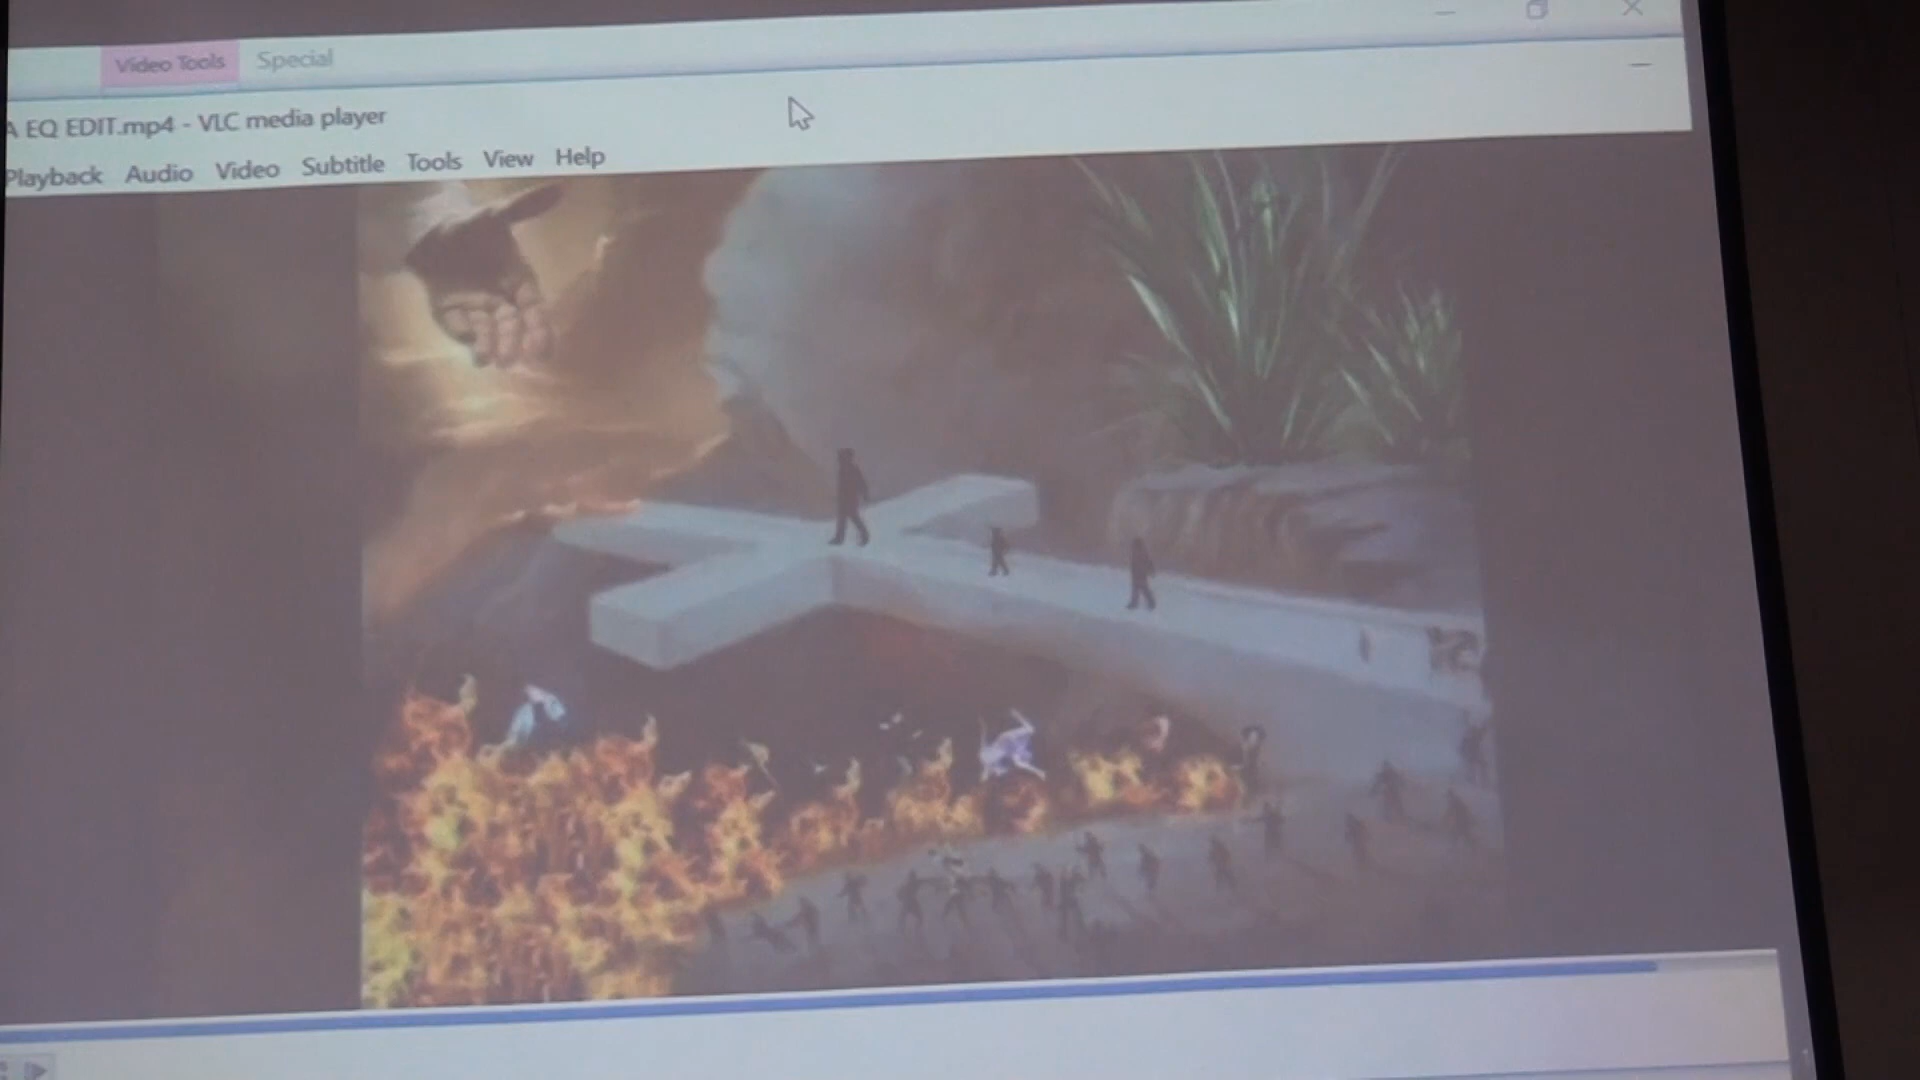 Video Tools Special
A EQ EDIT.mp4 - VLC media player
Playback Audio Video Subtitle Tools View Help